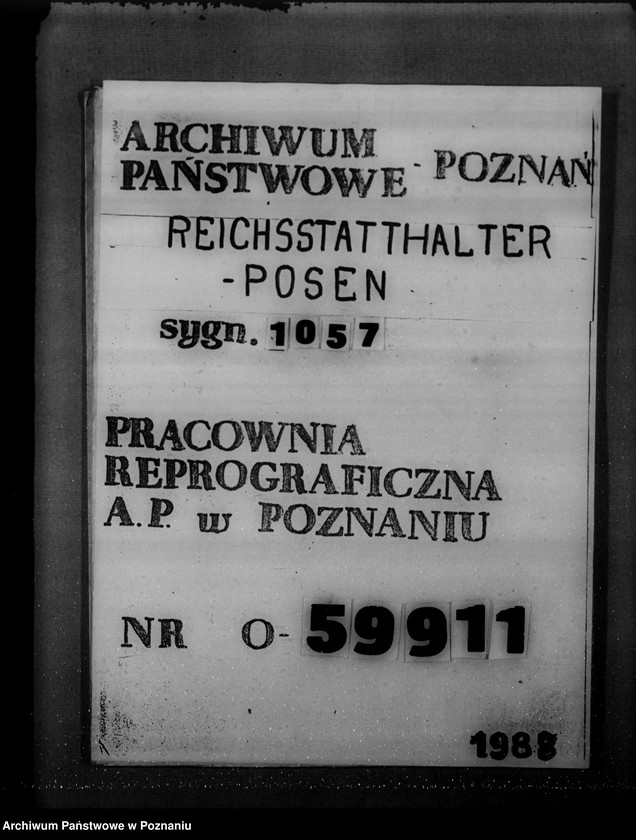 ARCHIWUM
PAŃSTWOWE - POZNAŃ
REICHSSTATTHALTER
-POSEN
sygn. 1057
PRACOWNIA
REPROGRAFICZNA
A.P. w POZNANIU
NR O-59911
1988
Archiwum Państwowe w Poznaniu